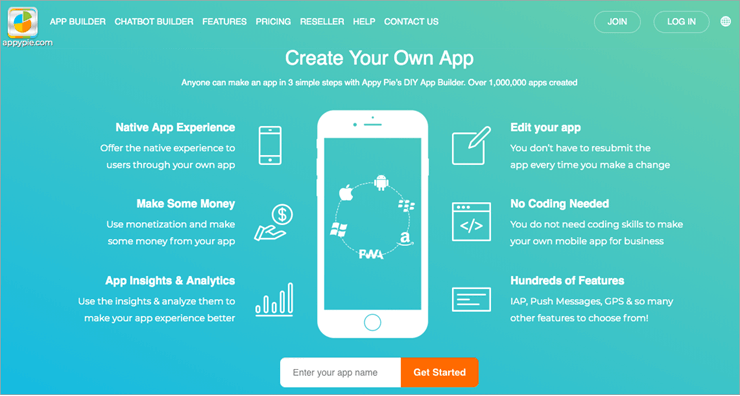 appypie.com
APP BUILDER CHATBOT BUILDER FEATURES PRICING RESELLER HELP CONTACT US JOIN LOG IN
Create Your Own App
Anyone can make an app in 3 simple steps with Appy Pie's DIY App Builder. Over 1,000,000 apps created
Native App Experience
Offer the native experience to
users through your own app
Make Some Money
Use monetization and make
some money from your app
App Insights & Analytics
Use the insights & analyze them to
make your app experience better
PWA
a
Edit your app
You don't have to resubmit the
app every time you make a change
No Coding Needed
You do not need coding skills to make
your own mobile app for business
Hundreds of Features
IAP, Push Messages, GPS & so many
other features to choose from!
Enter your app name Get Started